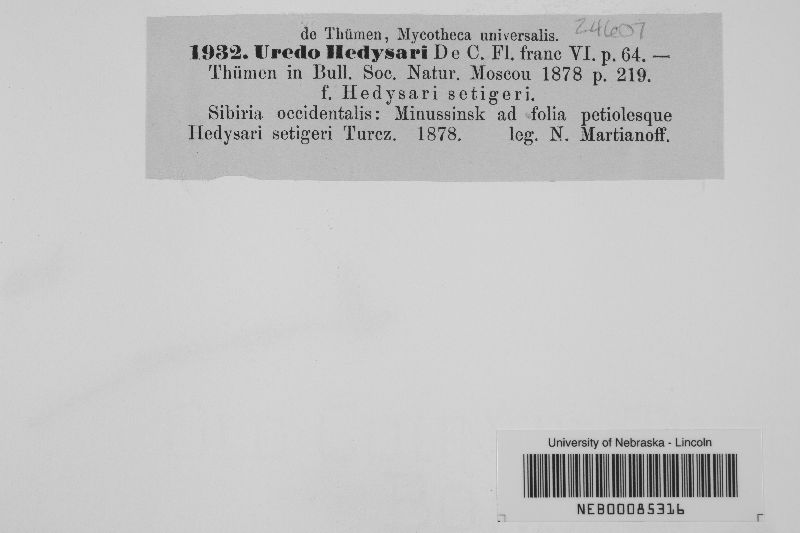 de Thümen, Mycotheca universalis. 24607
1932. Uredo Hedysari De C. Fl. franc VI. p. 64. —
Thümen in Bull. Soc. Natur. Moscou 1878 p. 219.
f. Hedysari setigeri.
Sibiria occidentalis: Minussinsk ad folia petiolesque
Hedysari setigeri Turcz. 1878. leg. N. Martianoff.
University of Nebraska - Lincoln
NEB00085316